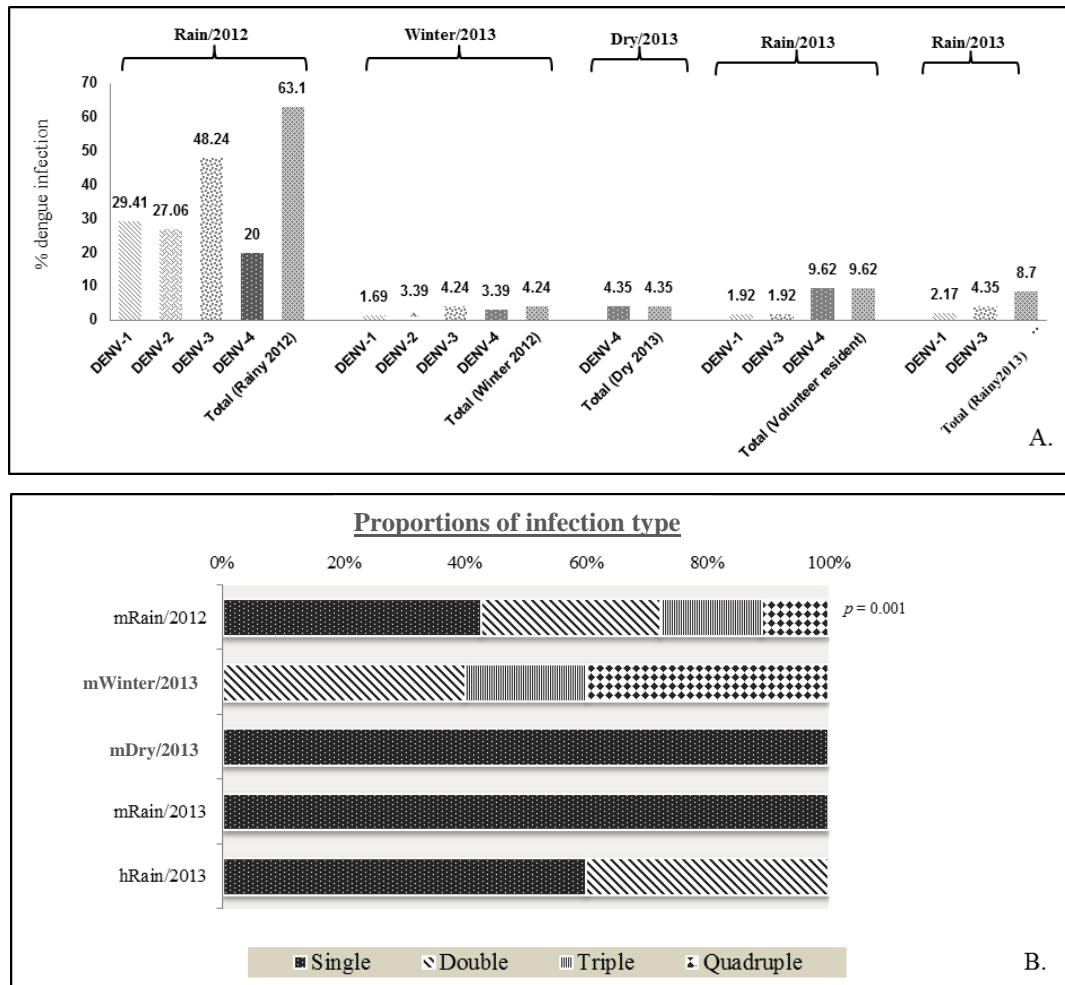 Rain/2012 Winter/2013 Dry/2013 Rain/2013 Rain/2013
% dengue infection
70
60
50
40
30
20
10
0
29.41 27.06 48.24 20 63.1 1.69 3.39 4.24 3.39 4.24 4.35 4.35 1.92 1.92 9.62 9.62 2.17 4.35 8.7
DENV-1 DENV-2 DENV-3 DENV-4 Total (Rainy 2012) DENV-1 DENV-2 DENV-3 DENV-4 Total (Winter 2012) DENV-4 Total (Dry 2013) DENV-1 DENV-3 DENV-4 Total (Volunteer resident) DENV-1 DENV-3 Total (Rainy2013) ..
A.
Proportions of infection type
0% 20% 40% 60% 80% 100%
mRain/2012 p = 0.001
mWinter/2013
mDry/2013
mRain/2013
hRain/2013
Single Double Triple Quadruple
B.